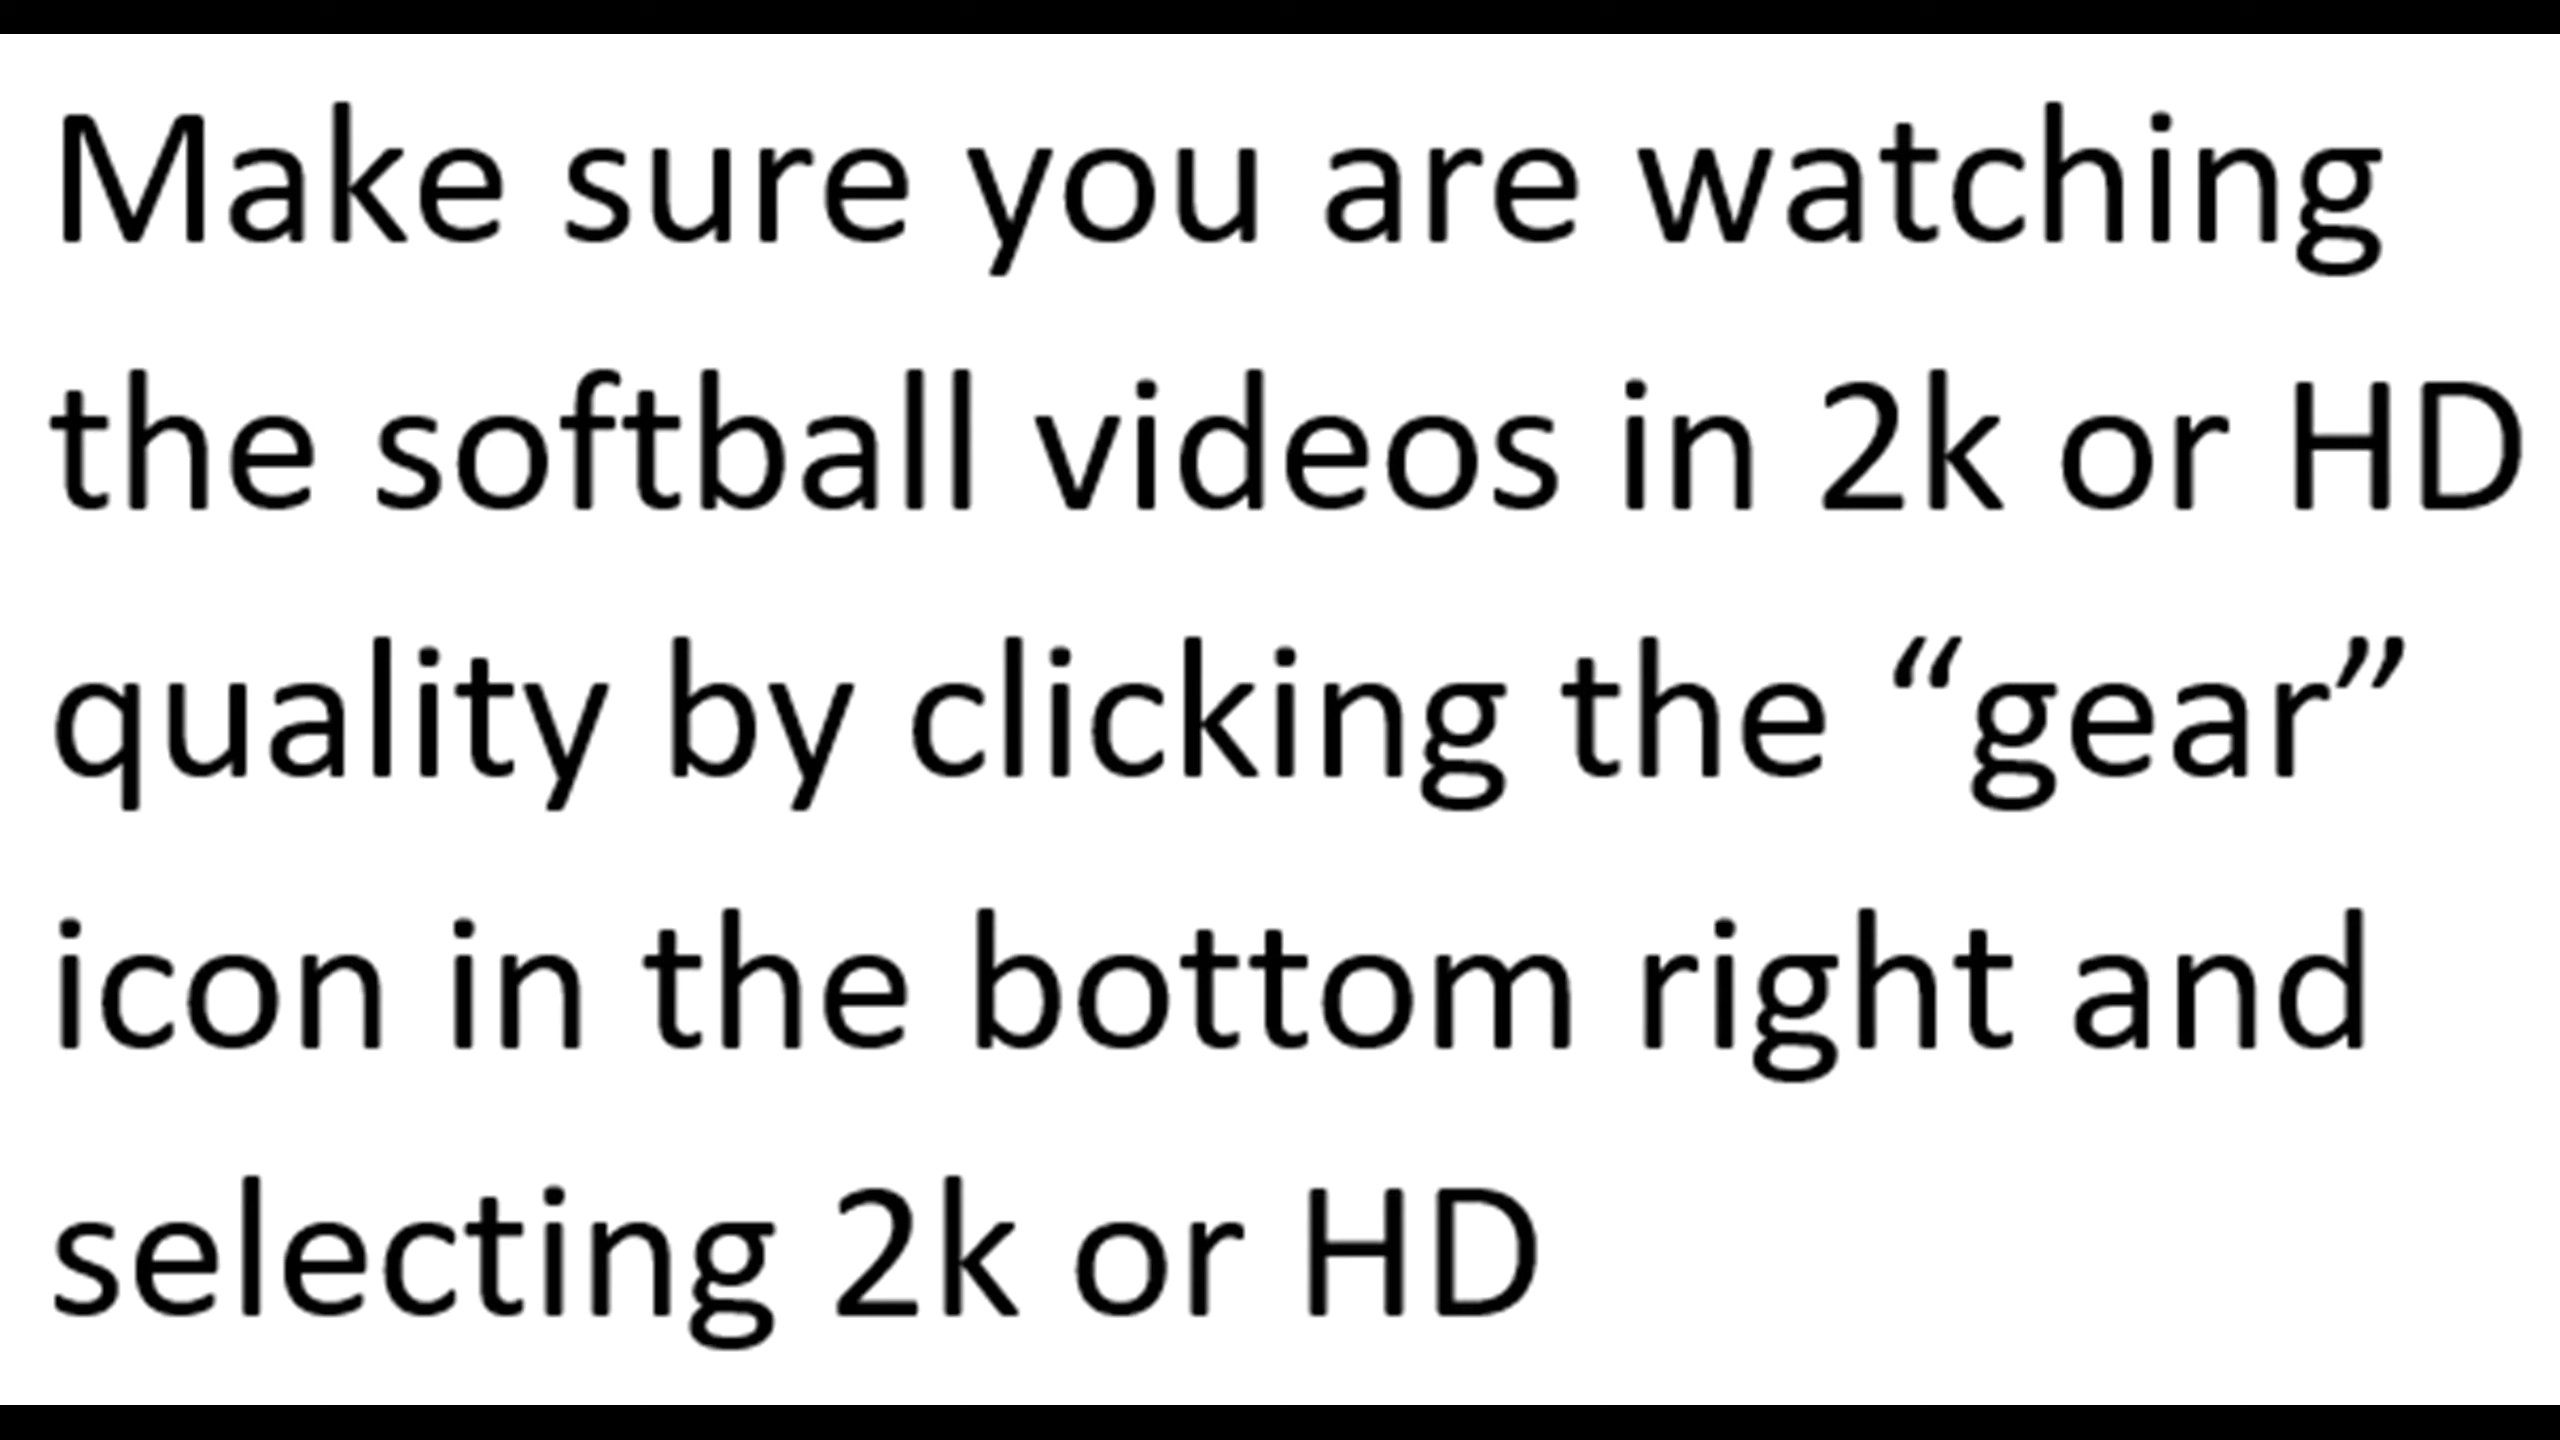 Make sure you are watching
the softball videos in 2k or HD
quality by clicking the “gear”
icon in the bottom right and
selecting 2k or HD